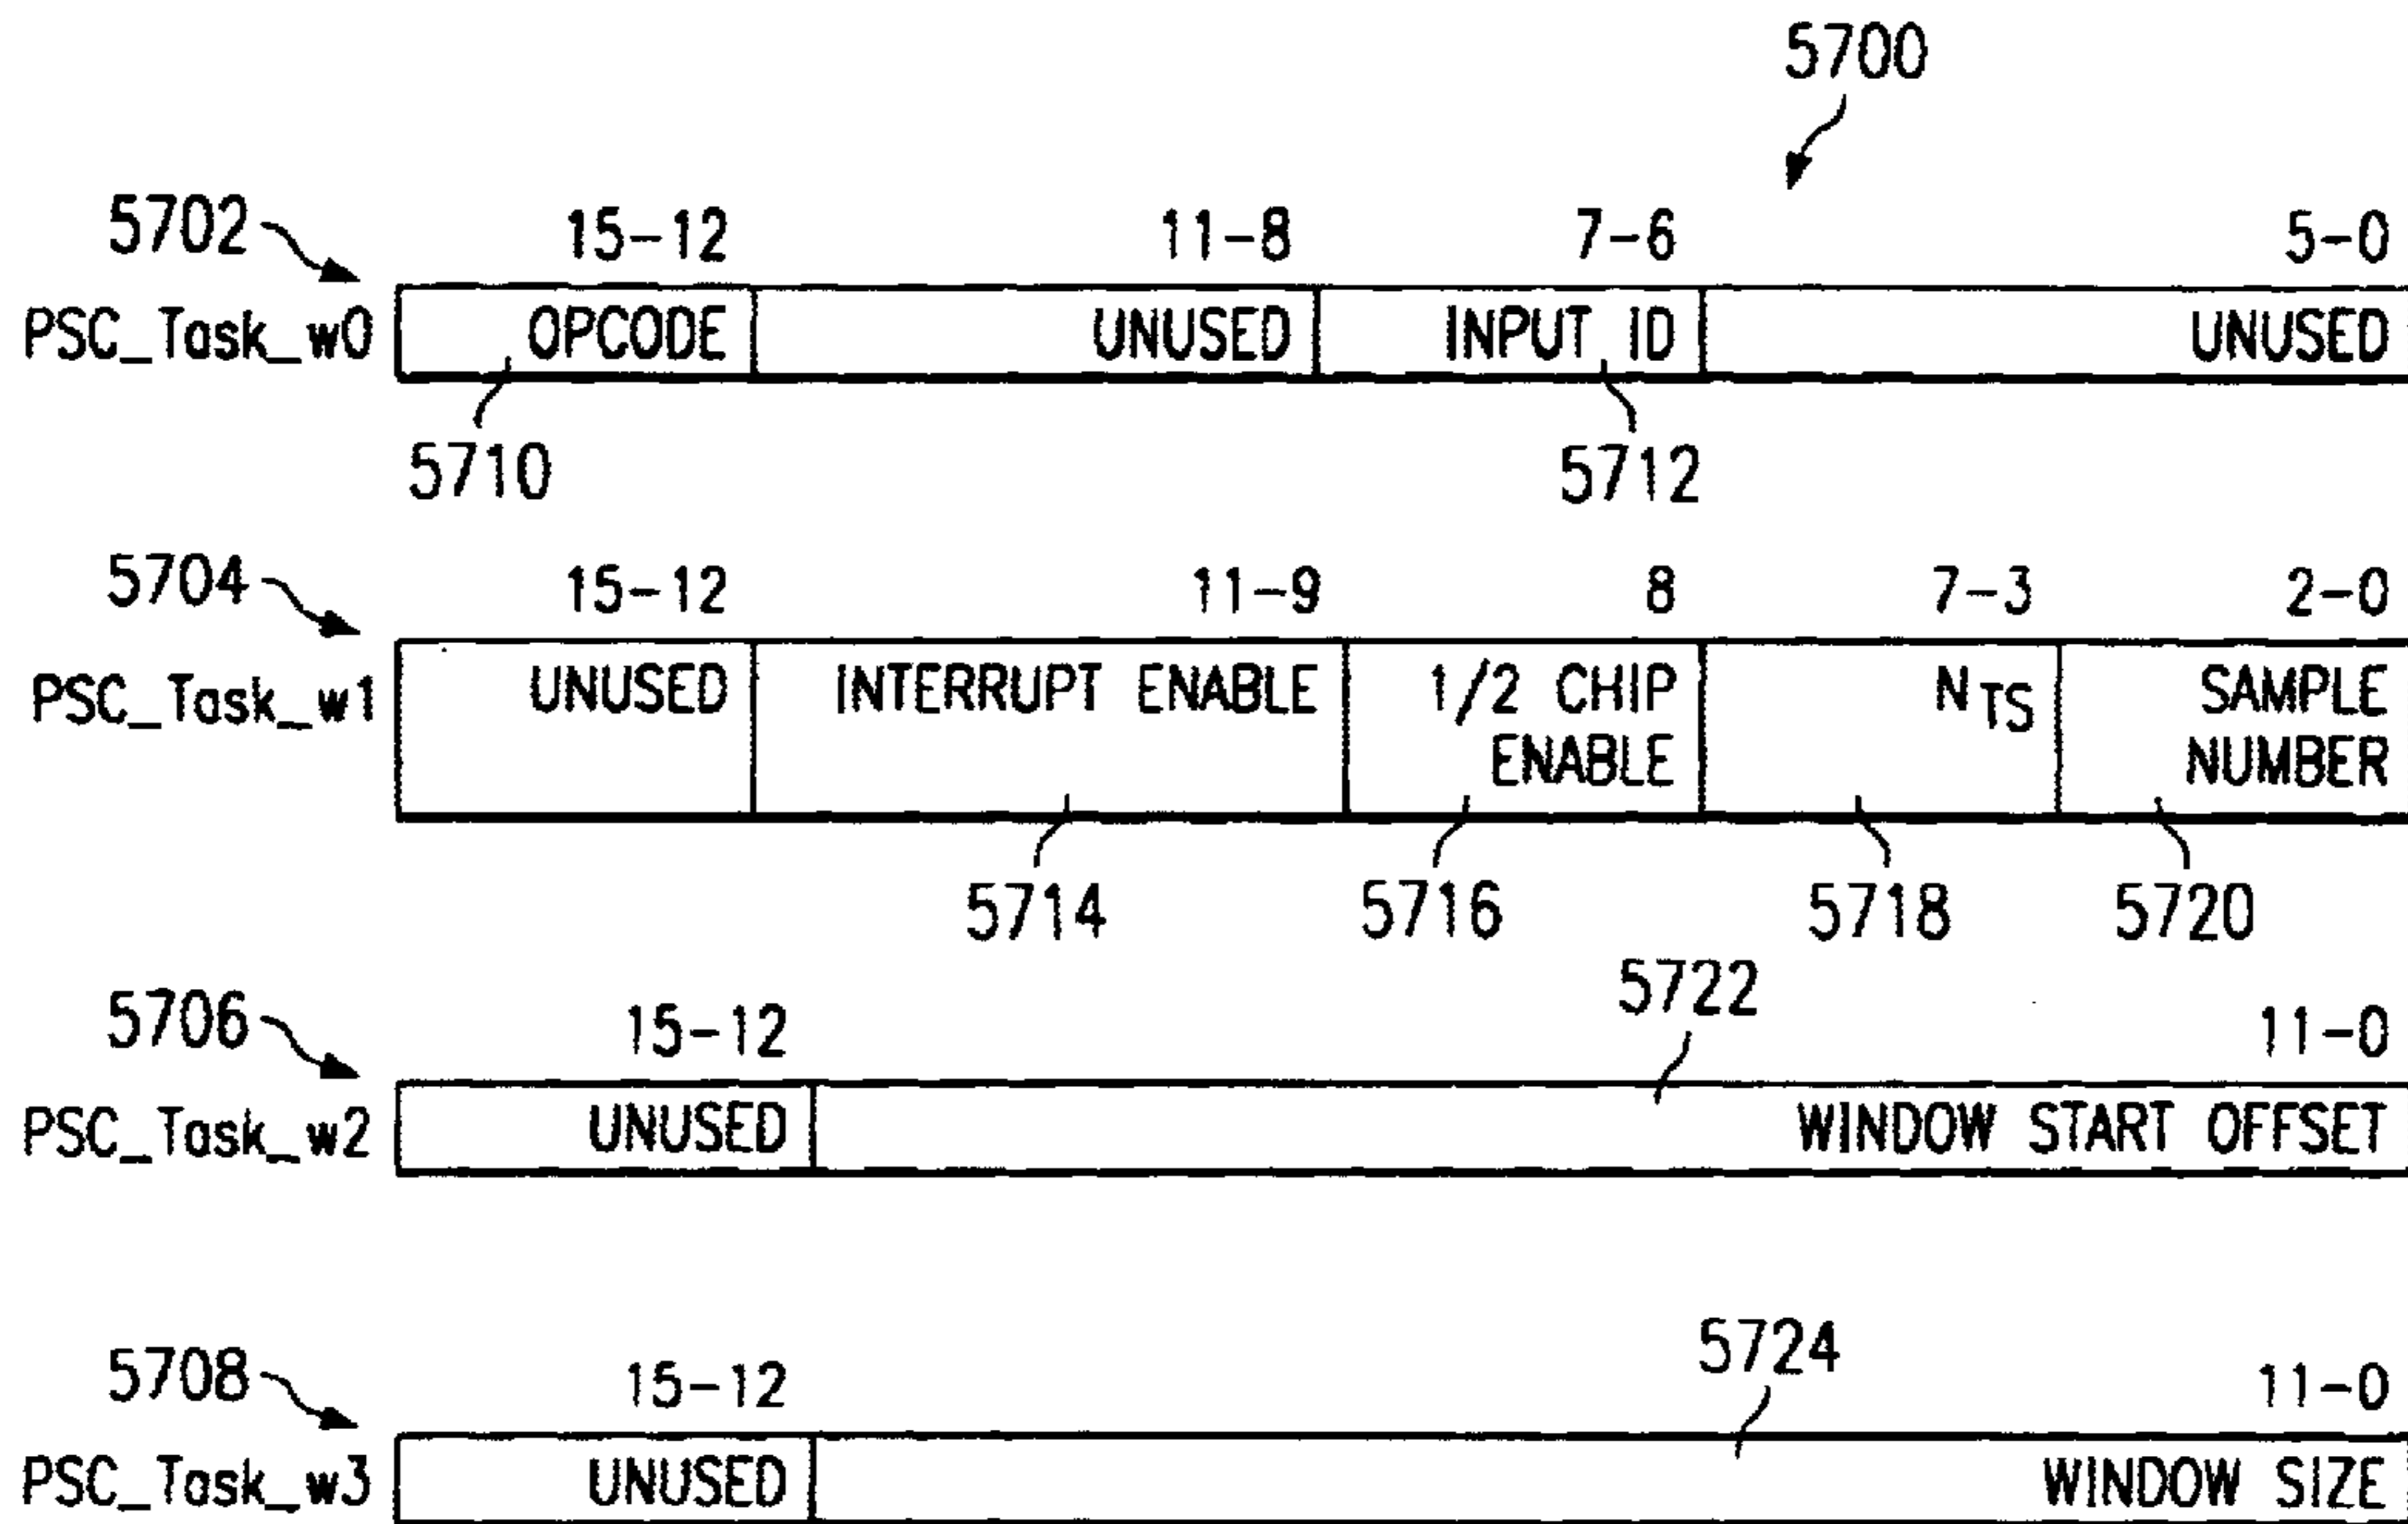 5700
5702 15-12 11-8 7-6 5-0
PSC_Task_w0 OPCODE UNUSED INPUT ID UNUSED
5710 5712
5704 15-12 11-9 8 7-3 2-0
PSC_Task_w1 UNUSED INTERRUPT ENABLE 1/2 CHIP NTS SAMPLE
ENABLE NUMBER
5714 5716 5718 5720
5722
5706 15-12 11-0
PSC_Task_w2 UNUSED WINDOW START OFFSET
5724
5708 15-12 11-0
PSC_Task_w3 UNUSED WINDOW SIZE